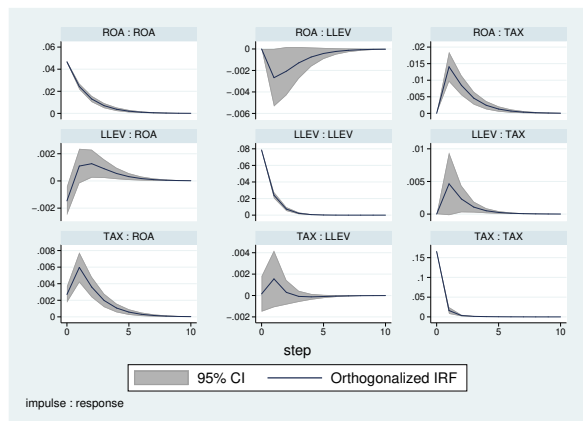 ROA : ROA
ROA : LLEV
ROA : TAX
.06
.04
.02
0
0
−.002
−.004
−.006
.02
.015
.01
.005
0
LLEV : ROA
LLEV : LLEV
LLEV : TAX
.002
0
−.002
.08
.06
.04
.02
0
.01
.005
0
TAX : ROA
TAX : LLEV
TAX : TAX
.008
.006
.004
.002
0
.004
.002
0
−.002
.15
.1
.05
0
0 5 10
0 5 10
0 5 10
step
95% CI
Orthogonalized IRF
impulse : response